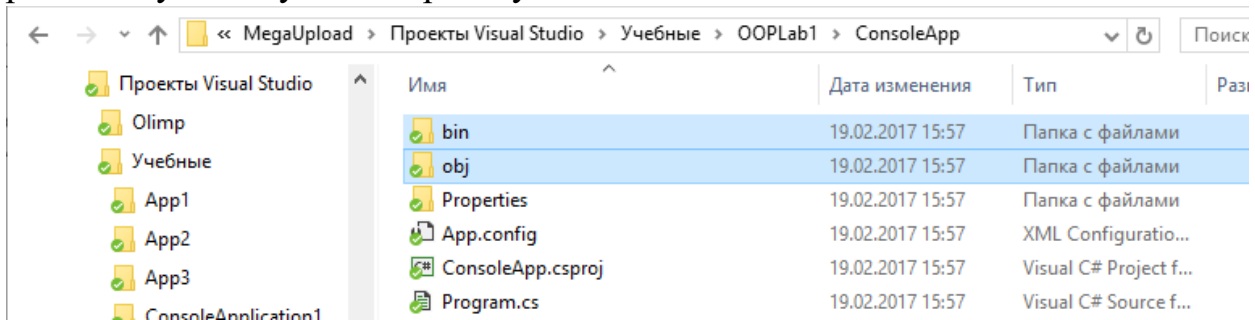 « MegaUpload > Проекты Visual Studio > Учебные > OOPLab1 > ConsoleApp
Поиск
Проекты Visual Studio
Olimp
Учебные
App1
App2
App3
ConsoleApplication1
Имя Дата изменения Тип Разм
bin 19.02.2017 15:57 Папка с файлами
obj 19.02.2017 15:57 Папка с файлами
Properties 19.02.2017 15:57 Папка с файлами
App.config 19.02.2017 15:57 XML Configuratio...
ConsoleApp.csproj 19.02.2017 15:57 Visual C# Project f...
Program.cs 19.02.2017 15:57 Visual C# Source f...